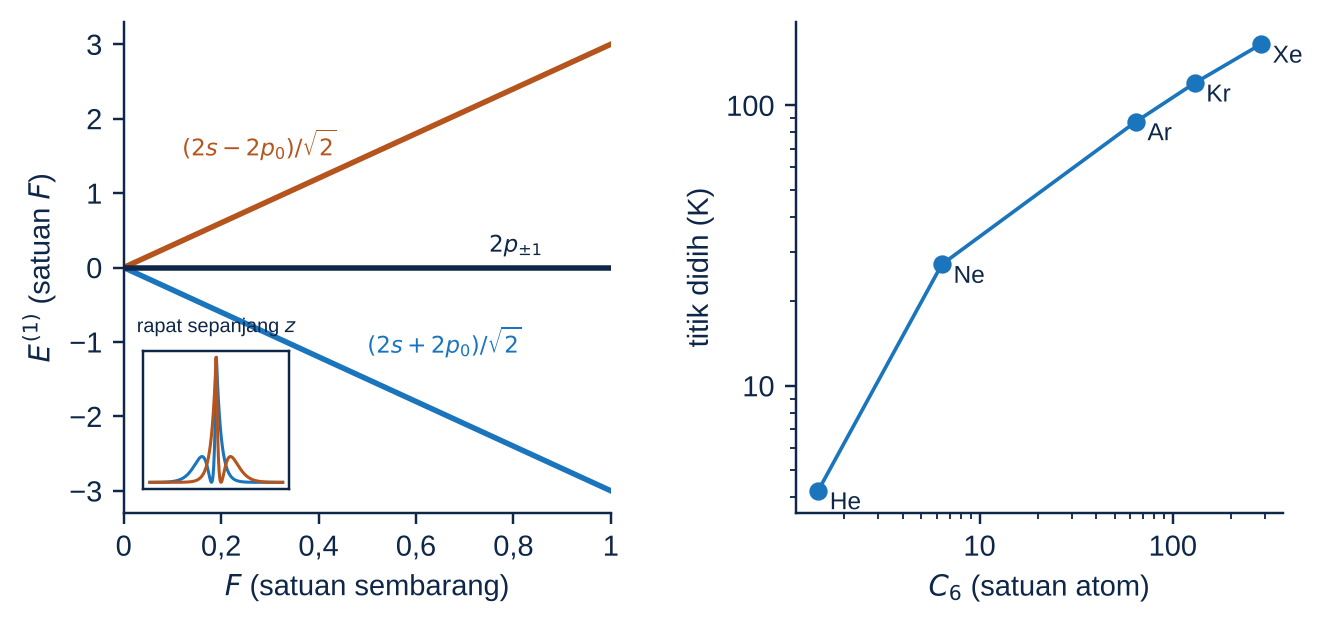 3
2
1
0
−1
−2
−3
E^(1) (satuan F)
(2s − 2p₀)/√2
2p±1
(2s + 2p₀)/√2
rapat sepanjang z
0
0,2
0,4
0,6
0,8
1
F (satuan sembarang)
100
10
titik didih (K)
Xe
Kr
Ar
Ne
He
10
100
C₆ (satuan atom)